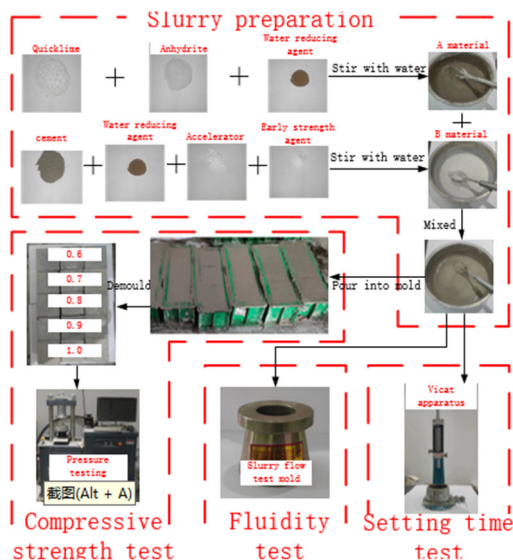 Slurry preparation
Quicklime
Anhydrite
Water reducing
agent
Stir with water
A material
cement
Water reducing
agent
Accelerator
Early strength
agent
Stir with water
B material
Mixed
0.6
0.7
0.8
0.9
1.0
Demould
Pour into mold
Pressure
testing
截图(Alt + A)
Slurry flow
test mold
Vicat
apparatus
Compressive
strength test
Fluidity
test
Setting time
test